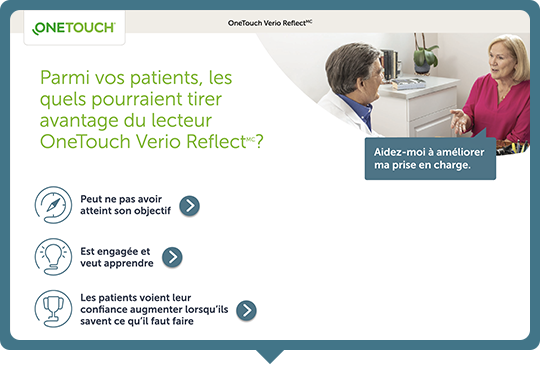 ONETOUCH
OneTouch Verio Reflect MC
Parmi vos patients, les
quels pourraient tirer
avantage du lecteur
OneTouch Verio Reflect MC?
Aidez-moi à améliorer
ma prise en charge.
Peut ne pas avoir
atteint son objectif
Est engagée et
veut apprendre
Les patients voient leur
confiance augmenter lorsqu'ils
savent ce qu'il faut faire